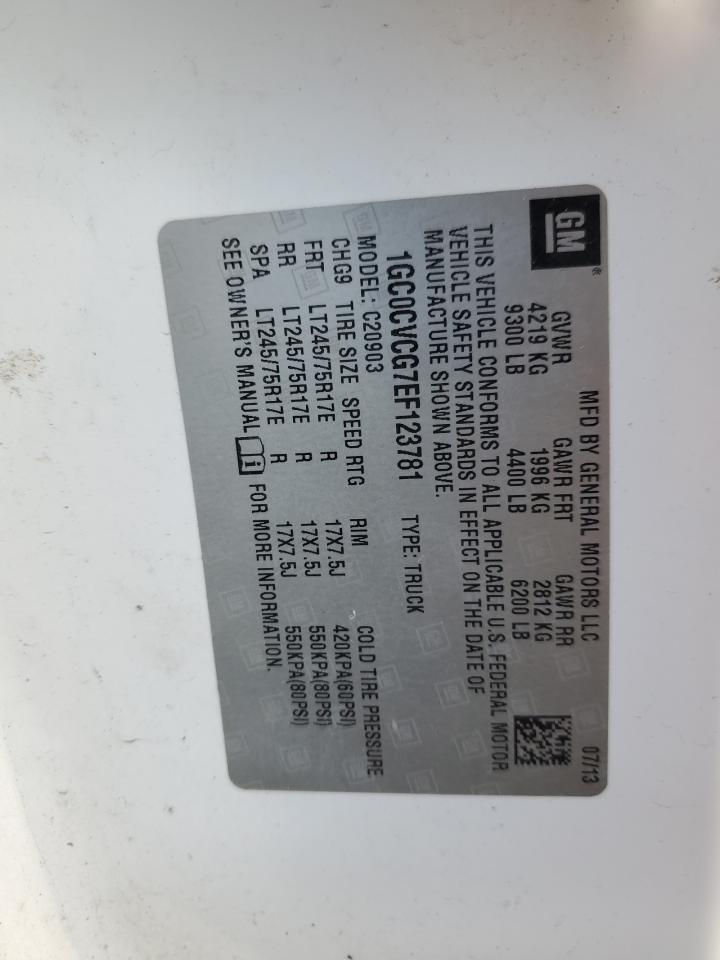 GM®
MFD BY GENERAL MOTORS LLC 07/13
GVWR GAWR FRT GAWR RR
4219 KG 1996 KG 2812 KG
9300 LB 4400 LB 6200 LB
THIS VEHICLE CONFORMS TO ALL APPLICABLE U.S. FEDERAL MOTOR
VEHICLE SAFETY STANDARDS IN EFFECT ON THE DATE OF
MANUFACTURE SHOWN ABOVE.
1GC0CVCG7EF123781 TYPE: TRUCK
MODEL: C20903
CHG9 TIRE SIZE SPEED RTG RIM COLD TIRE PRESSURE
FRT LT245/75R17E R 17X7.5J 420KPA(60PSI)
RR LT245/75R17E R 17X7.5J 550KPA(80PSI)
SPA LT245/75R17E R 17X7.5J 550KPA(80PSI)
SEE OWNER'S MANUAL FOR MORE INFORMATION.